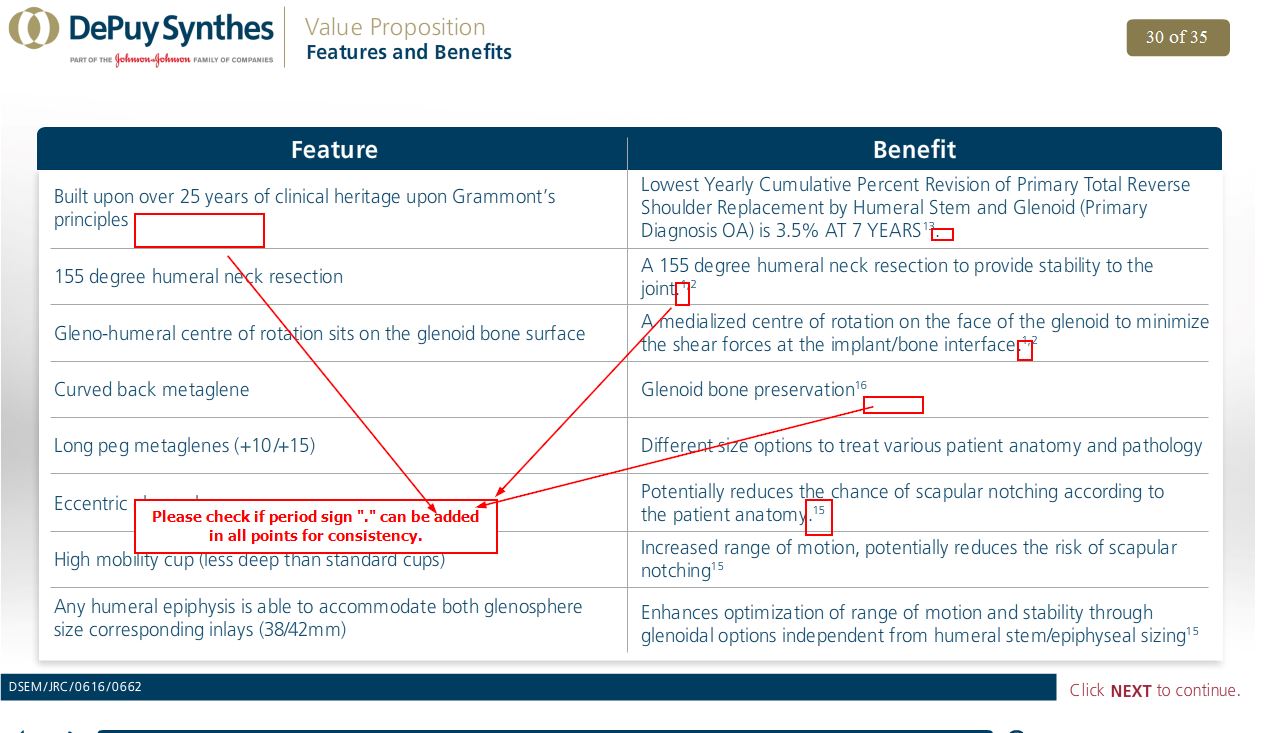 DePuy Synthes
PART OF THE Johnson & Johnson FAMILY OF COMPANIES
Value Proposition
Features and Benefits
30 of 35
Feature
Benefit
Built upon over 25 years of clinical heritage upon Grammont’s
principles
Lowest Yearly Cumulative Percent Revision of Primary Total Reverse
Shoulder Replacement by Humeral Stem and Glenoid (Primary
Diagnosis OA) is 3.5% AT 7 YEARS13.
155 degree humeral neck resection
A 155 degree humeral neck resection to provide stability to the
joint.1,2
Gleno-humeral centre of rotation sits on the glenoid bone surface
A medialized centre of rotation on the face of the glenoid to minimize
the shear forces at the implant/bone interface.1,2
Curved back metaglene
Glenoid bone preservation16
Long peg metaglenes (+10/+15)
Different size options to treat various patient anatomy and pathology
Eccentric
Potentially reduces the chance of scapular notching according to
the patient anatomy.15
Please check if period sign "." can be added
in all points for consistency.
High mobility cup (less deep than standard cups)
Increased range of motion, potentially reduces the risk of scapular
notching15
Any humeral epiphysis is able to accommodate both glenosphere
size corresponding inlays (38/42mm)
Enhances optimization of range of motion and stability through
glenoidal options independent from humeral stem/epiphyseal sizing15
DSEM/JRC/0616/0662
Click NEXT to continue.